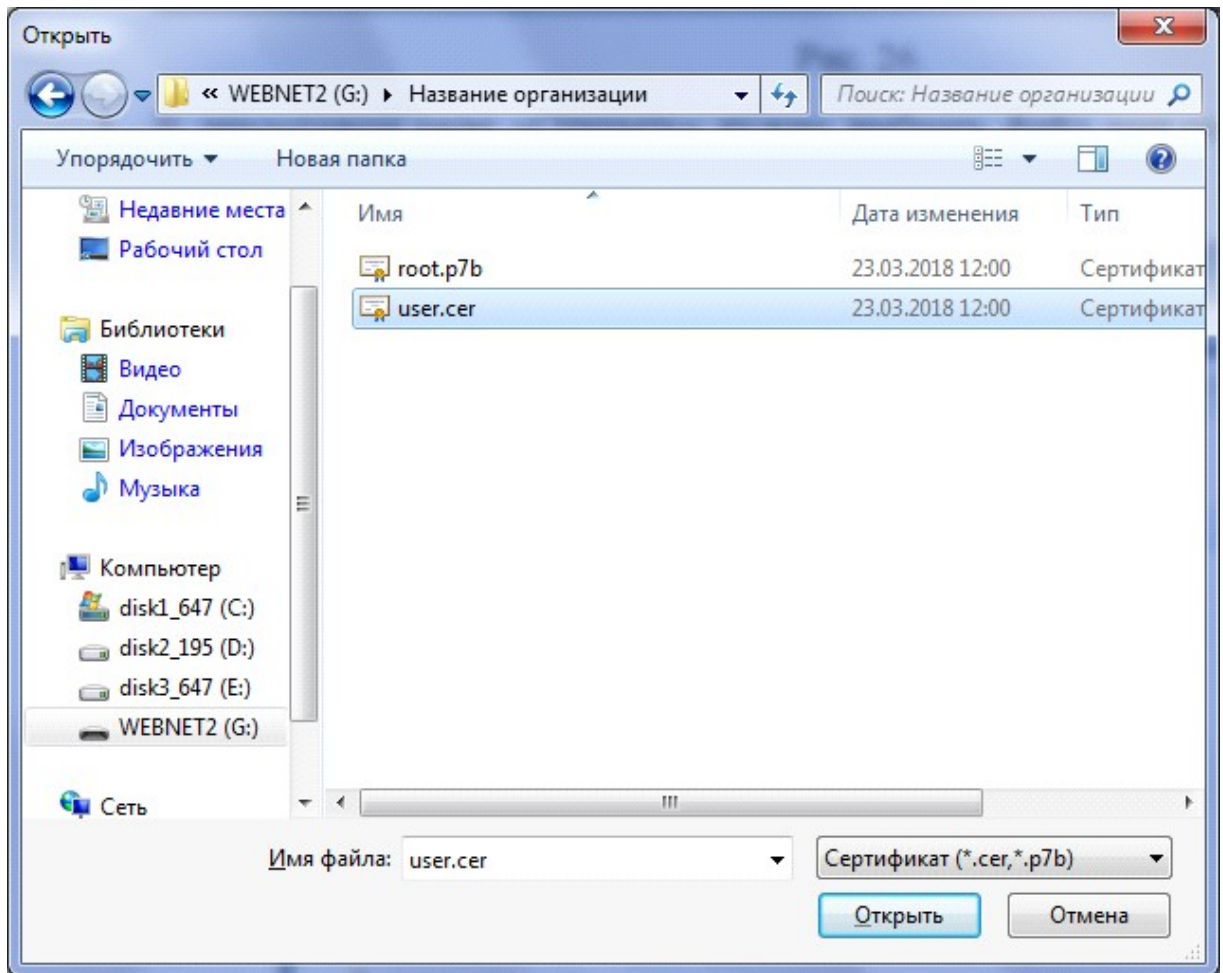 Открыть
« WEBNET2 (G:) Название организации
Поиск: Название организации
Упорядочить Новая папка
Имя Дата изменения Тип
root.p7b 23.03.2018 12:00 Сертификат
user.cer 23.03.2018 12:00 Сертификат
Недавние места
Рабочий стол
Библиотеки
Видео
Документы
Изображения
Музыка
Компьютер
disk1_647 (C:)
disk2_195 (D:)
disk3_647 (E:)
WEBNET2 (G:)
Сеть
Имя файла: user.cer
Сертификат (*.cer,*.p7b)
Открыть Отмена